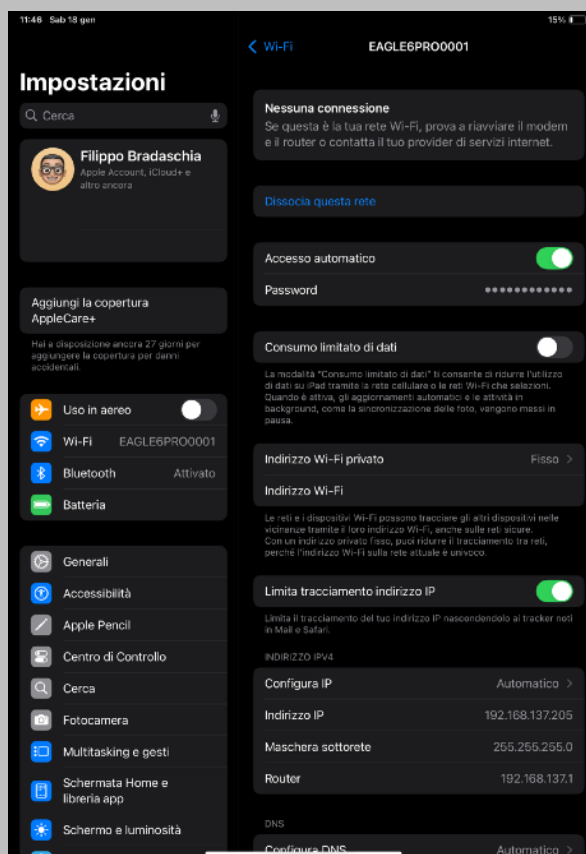 11:46 Sab 18 gen
15%
Impostazioni
Cerca
Filippo Bradaschia
Apple Account, iCloud+ e
altro ancora
Aggiungi la copertura
AppleCare+
Hai a disposizione ancora 27 giorni per
aggiungere la copertura per danni
accidentali.
Uso in aereo
Wi-Fi EAGLE6PRO0001
Bluetooth Attivato
Batteria
Generali
Accessibilità
Apple Pencil
Centro di Controllo
Cerca
Fotocamera
Multitasking e gesti
Schermata Home e
libreria app
Schermo e luminosità
Wi-Fi
EAGLE6PRO0001
Nessuna connessione
Se questa è la tua rete Wi-Fi, prova a riavviare il modem
e il router o contatta il tuo provider di servizi internet.
Dissocia questa rete
Accesso automatico
Password ●●●●●●●●●●●●
Consumo limitato di dati
La modalità "Consumo limitato di dati" ti consente di ridurre l'utilizzo
di dati su iPad tramite la rete cellulare o le reti Wi-Fi che selezioni.
Quando è attiva, gli aggiornamenti automatici e le attività in
background, come la sincronizzazione delle foto, vengono messi in
pausa.
Indirizzo Wi-Fi privato Fisso
Indirizzo Wi-Fi
Le reti e i dispositivi Wi-Fi possono tracciare gli altri dispositivi nelle
vicinanze tramite il loro indirizzo Wi-Fi, anche sulle reti sicure.
Con un indirizzo privato fisso, puoi ridurre il tracciamento tra reti,
perché l'indirizzo Wi-Fi sulla rete attuale è univoco.
Limita tracciamento indirizzo IP
Limita il tracciamento del tuo indirizzo IP nascondendolo ai tracker noti
in Mail e Safari.
INDIRIZZO IPV4
Configura IP Automatico
Indirizzo IP 192.168.137.205
Maschera sottorete 255.255.255.0
Router 192.168.137.1
DNS
Configura DNS Automatico